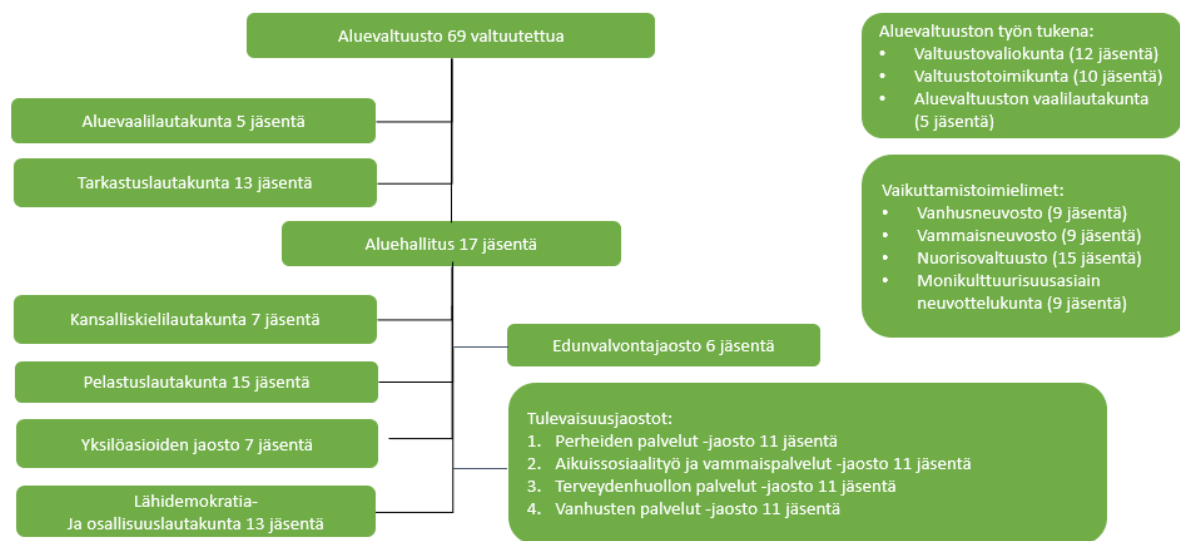 Aluevaltuusto 69 valtuutettua
Aluevaalilautakunta 5 jäsentä
Tarkastuslautakunta 13 jäsentä
Aluehallitus 17 jäsentä
Kansalliskielilautakunta 7 jäsentä
Pelastuslautakunta 15 jäsentä
Yksilöasioiden jaosto 7 jäsentä
Lähidemokratia-
Ja osallisuuslautakunta 13 jäsentä
Edunvalvontajaosto 6 jäsentä
Tulevaisuusjaostot:
1. Perheiden palvelut -jaosto 11 jäsentä
2. Aikuissosiaalityö ja vammaispalvelut -jaosto 11 jäsentä
3. Terveydenhuollon palvelut -jaosto 11 jäsentä
4. Vanhusten palvelut -jaosto 11 jäsentä
Aluevaltuuston työn tukena:
• Valtuustovaliokunta (12 jäsentä)
• Valtuustotoimikunta (10 jäsentä)
• Aluevaltuuston vaalilautakunta
(5 jäsentä)
Vaikuttamistoimielimet:
• Vanhusneuvosto (9 jäsentä)
• Vammaisneuvosto (9 jäsentä)
• Nuorisovaltuusto (15 jäsentä)
• Monikulttuurisuusasiain
neuvottelukunta (9 jäsentä)